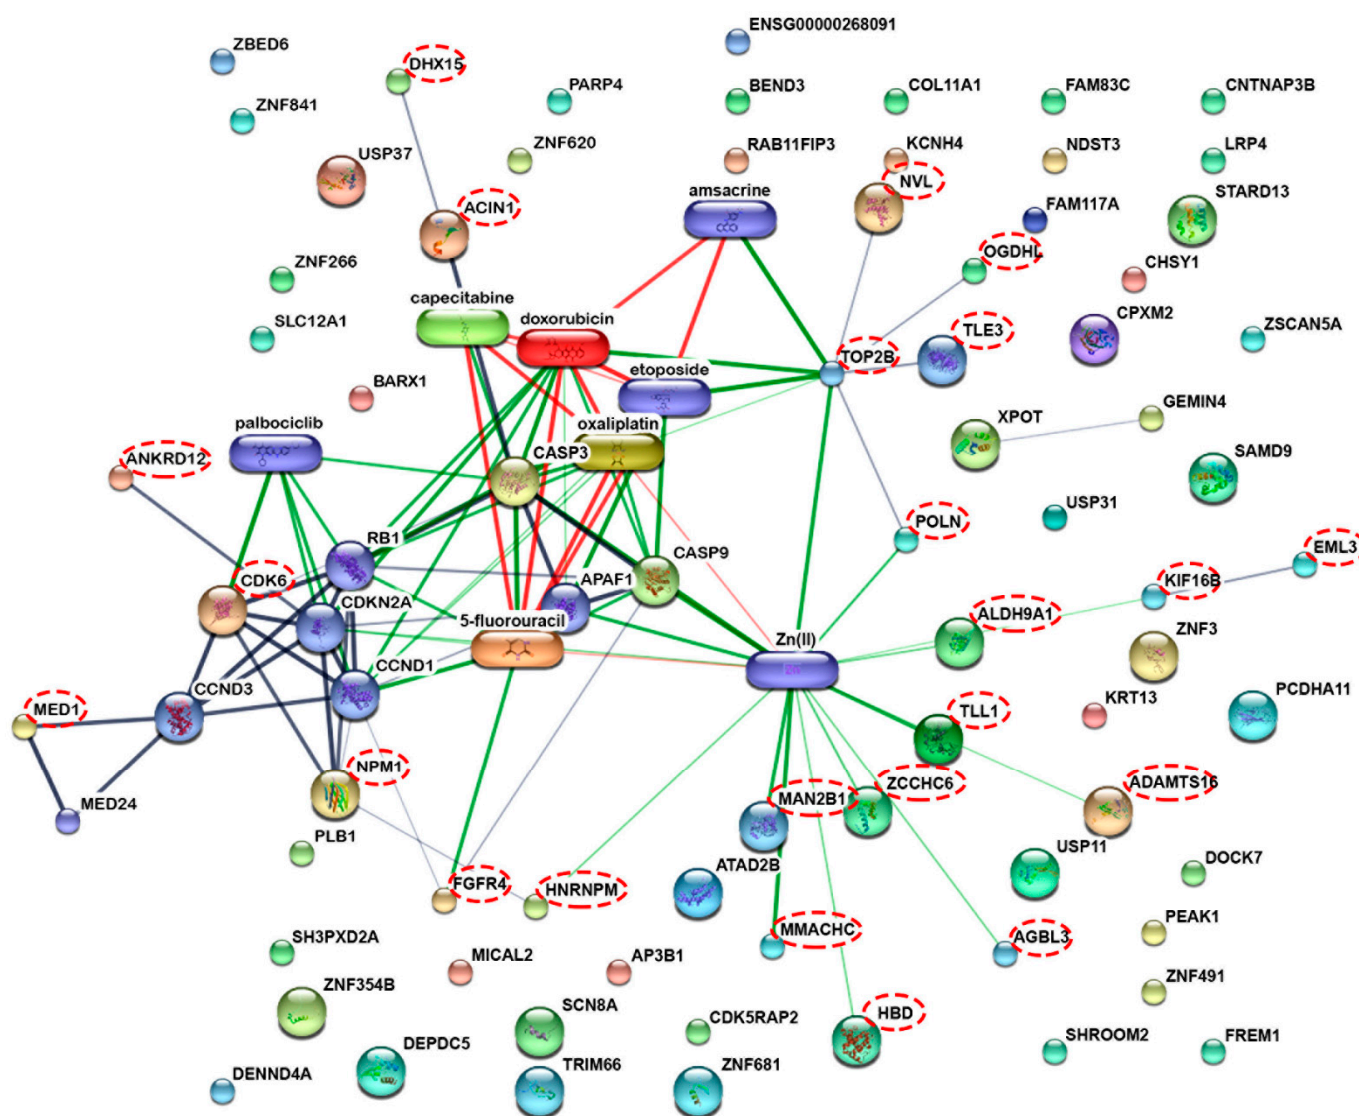 ENSG00000268091
ZBED6
DHX15
PARP4
BEND3
COL11A1
FAM83C
CNTNAP3B
ZNF841
ZNF620
RAB11FIP3
KCNH4
NDST3
LRP4
USP37
NVL
amsacrine
STARD13
ACIN1
FAM117A
OGDHL
ZNF266
CHSY1
capecitabine
doxorubicin
CPXM2
SLC12A1
TLE3
ZSCAN5A
TOP2B
etoposide
BARX1
GEMIN4
palbociclib
oxaliplatin
XPOT
CASP3
ANKRD12
SAMD9
USP31
POLN
RB1
CASP9
EML3
CDK6
APAF1
KIF16B
CDKN2A
ALDH9A1
5-fluorouracil
ZNF3
Zn(II)
CCND1
CCND3
PCDHA11
MED1
KRT13
TLL1
NPM1
ADAMTS16
ZCCHC6
MAN2B1
MED24
PLB1
USP11
DOCK7
ATAD2B
FGFR4
HNRNPM
PEAK1
MMACHC
AGBL3
SH3PXD2A
MICAL2
AP3B1
ZNF354B
ZNF491
SCN8A
HBD
CDK5RAP2
SHROOM2
FREM1
DEPDC5
TRIM66
ZNF681
DENND4A